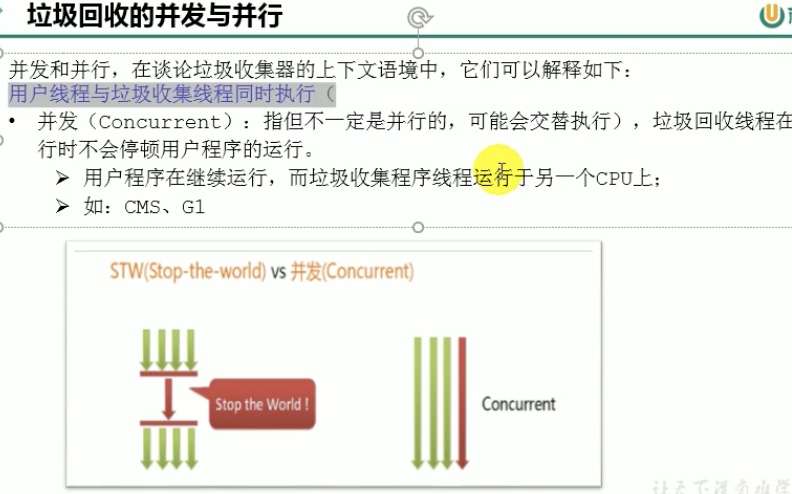 垃圾回收的并发与并行
并发和并行，在谈论垃圾收集器的上下文语境中，它们可以解释如下：
用户线程与垃圾收集线程同时执行（
• 并发（Concurrent）：指但不一定是并行的，可能会交替执行），垃圾回收线程在
行时不会停顿用户程序的运行。
➢ 用户程序在继续运行，而垃圾收集程序线程运行于另一个CPU上；
➢ 如：CMS、G1
STW(Stop-the-world) vs 并发(Concurrent)
Stop the World！
Concurrent
让天下没有难学